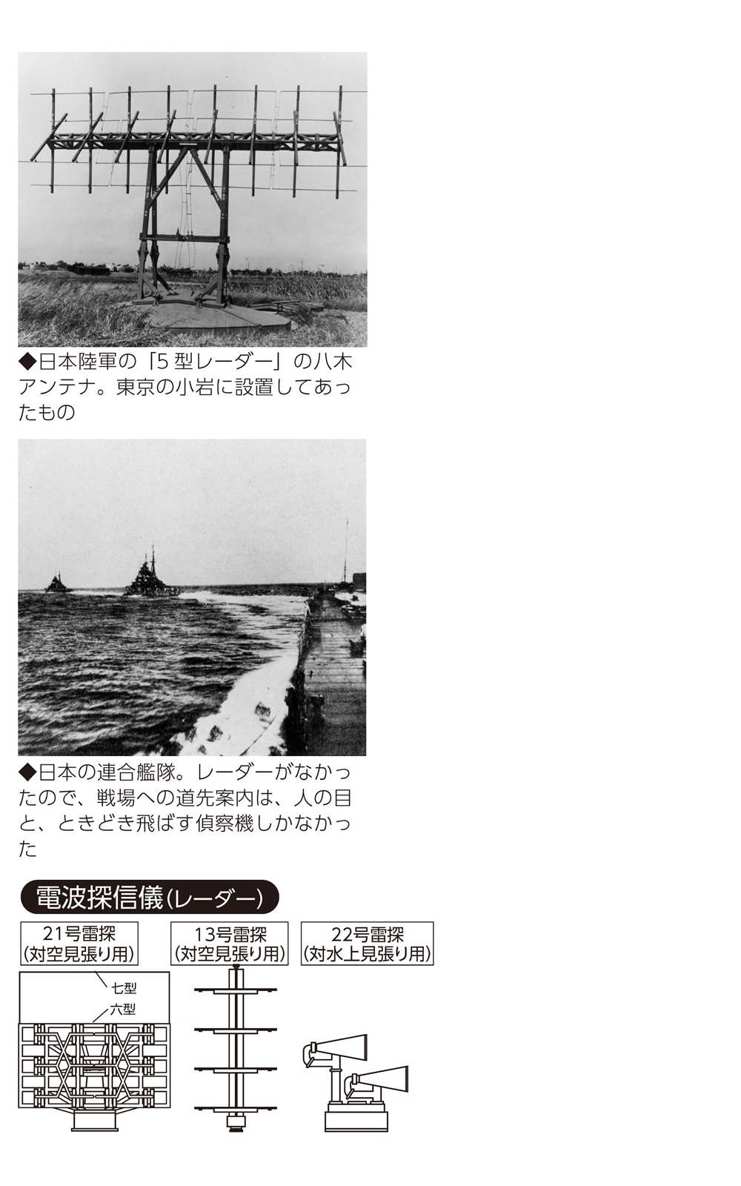 ◆日本陸軍の「5型レーダー」の八木
アンテナ。東京の小岩に設置してあっ
たもの
◆日本の連合艦隊。レーダーがなかっ
たので、戦場への道先案内は、人の目
と、ときどき飛ばす偵察機しかなかっ
た
電波探信儀(レーダー)
21号雷探
(対空見張り用)
13号雷探
(対空見張り用)
22号雷探
(対水上見張り用)
七型
六型